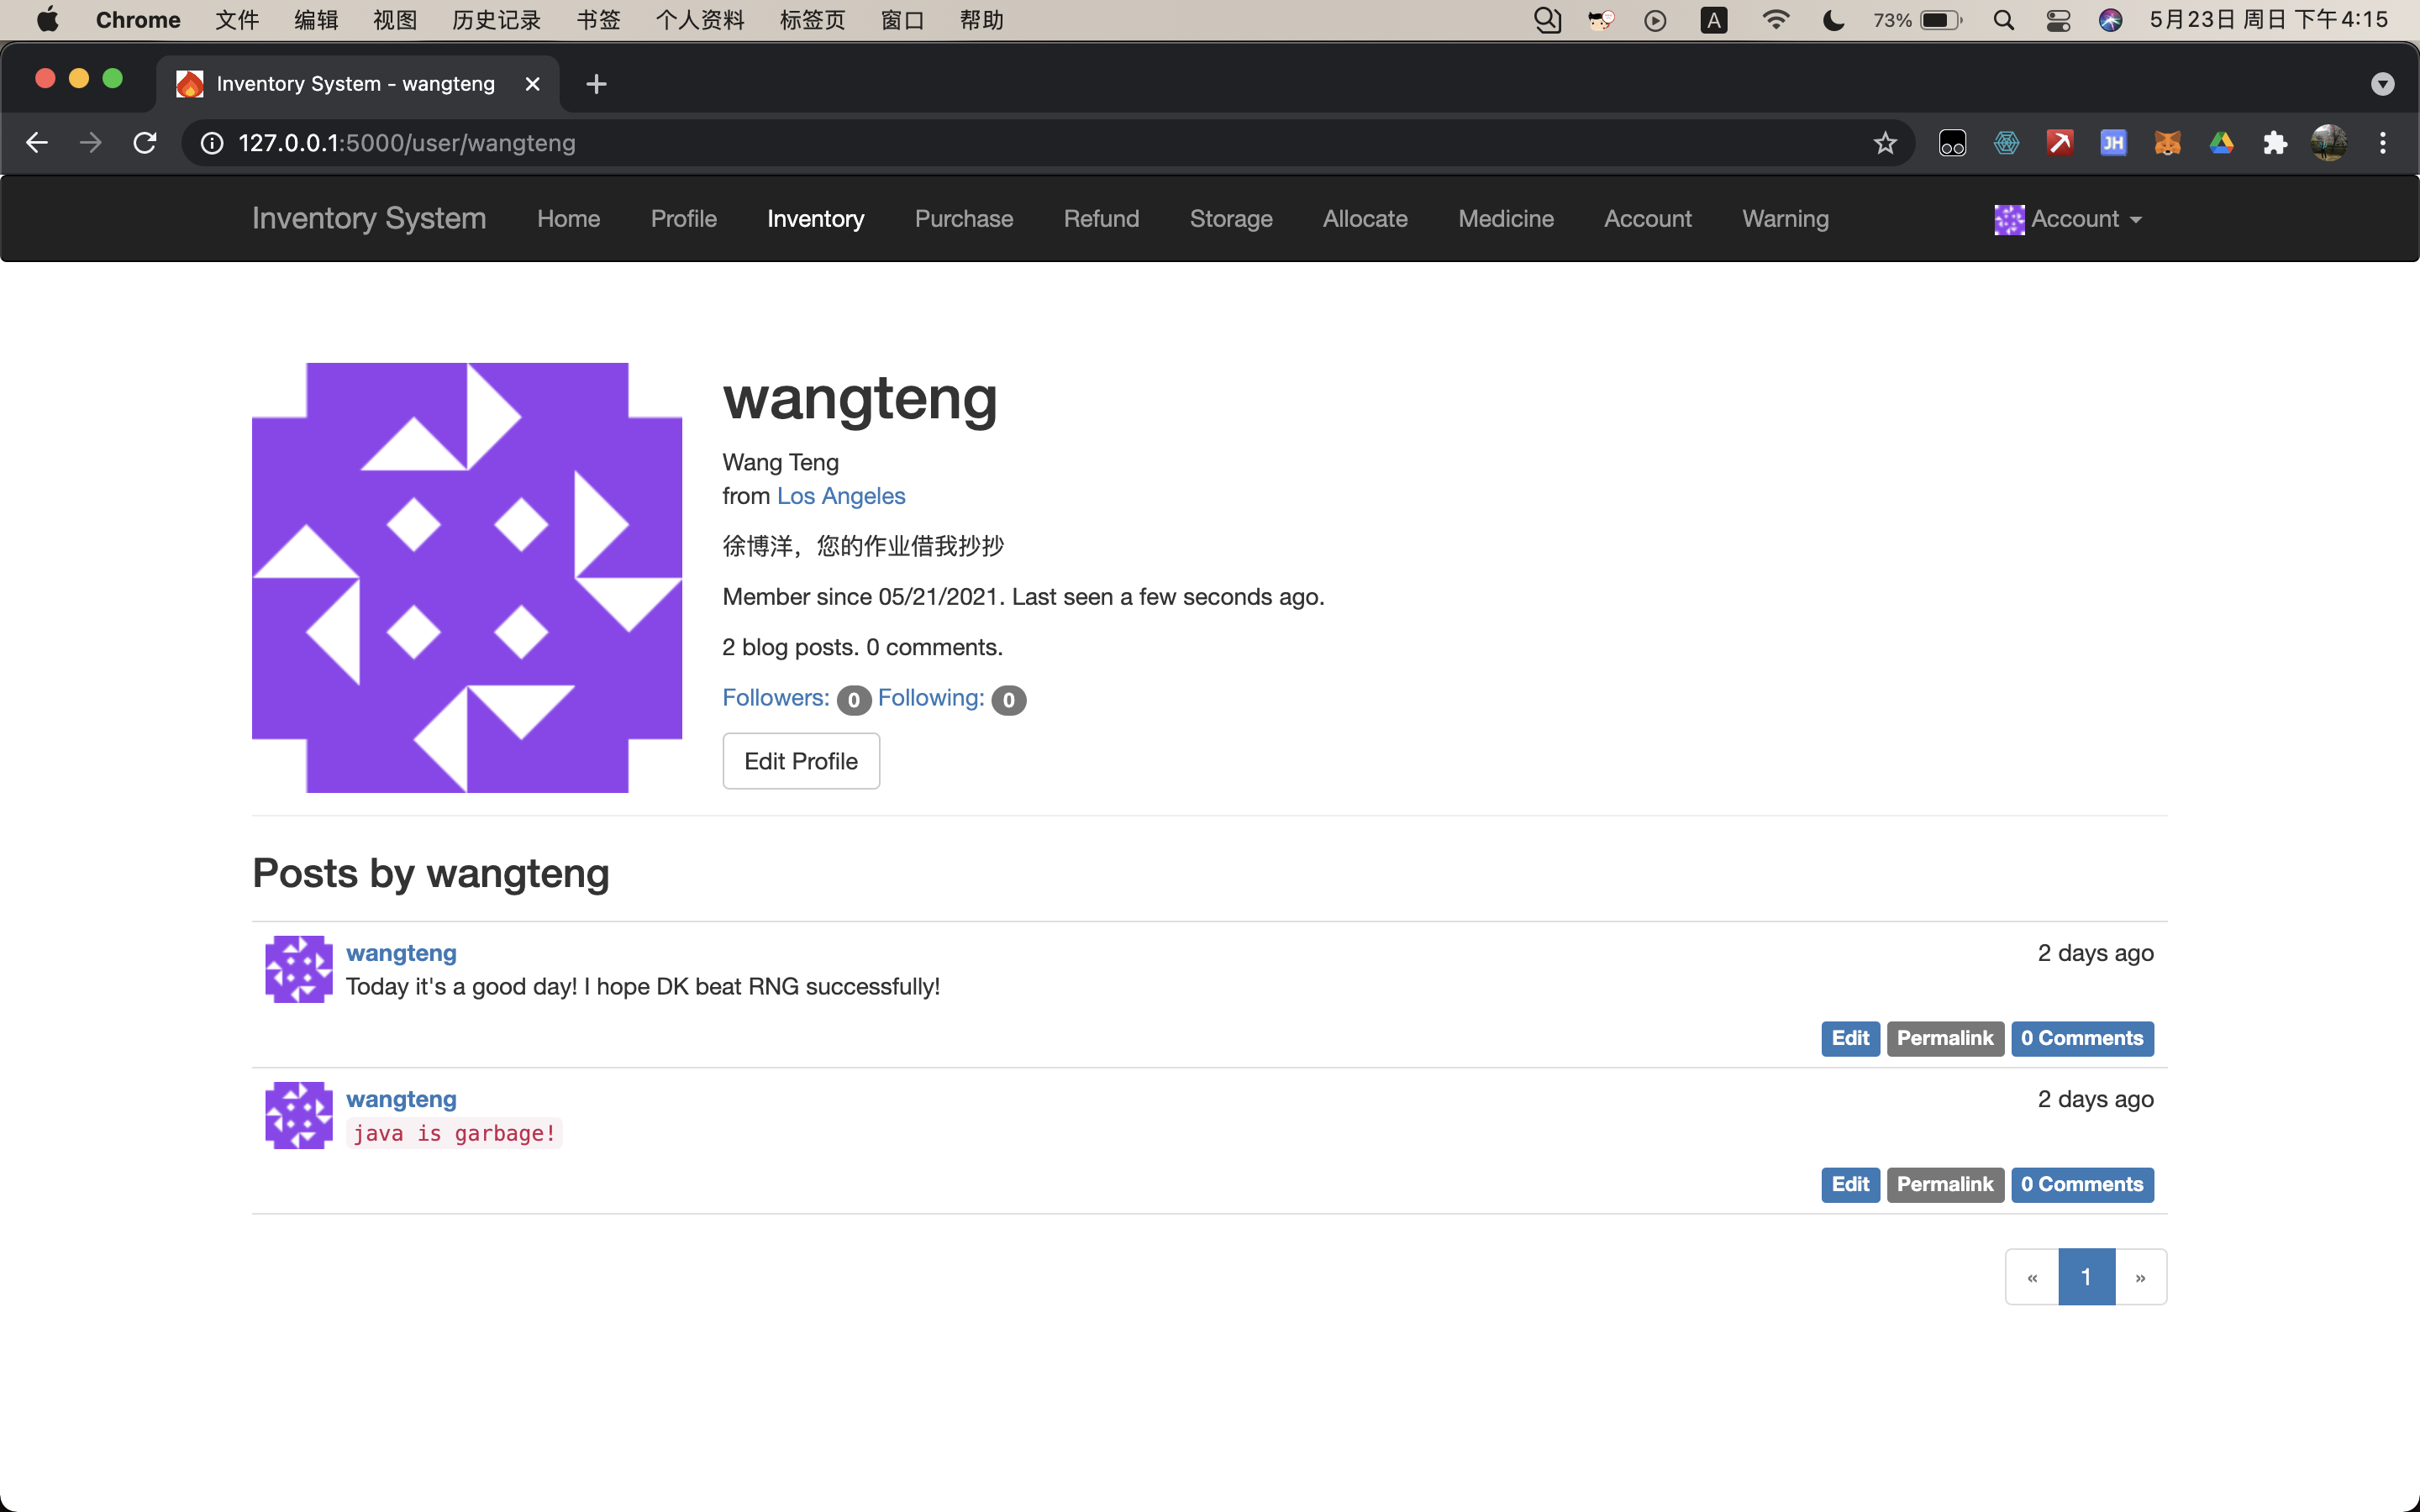 Chrome 文件 编辑 视图 历史记录 书签 个人资料 标签页 窗口 帮助 A 73% 5月23日 周日 下午4:15
Inventory System - wangteng
127.0.0.1:5000/user/wangteng JH
Inventory System Home Profile Inventory Purchase Refund Storage Allocate Medicine Account Warning Account
wangteng
Wang Teng
from Los Angeles
徐博洋，您的作业借我抄抄
Member since 05/21/2021. Last seen a few seconds ago.
2 blog posts. 0 comments.
Followers: 0 Following: 0
Edit Profile
Posts by wangteng
wangteng 2 days ago
Today it's a good day! I hope DK beat RNG successfully!
Edit Permalink 0 Comments
wangteng 2 days ago
java is garbage!
Edit Permalink 0 Comments
« 1 »